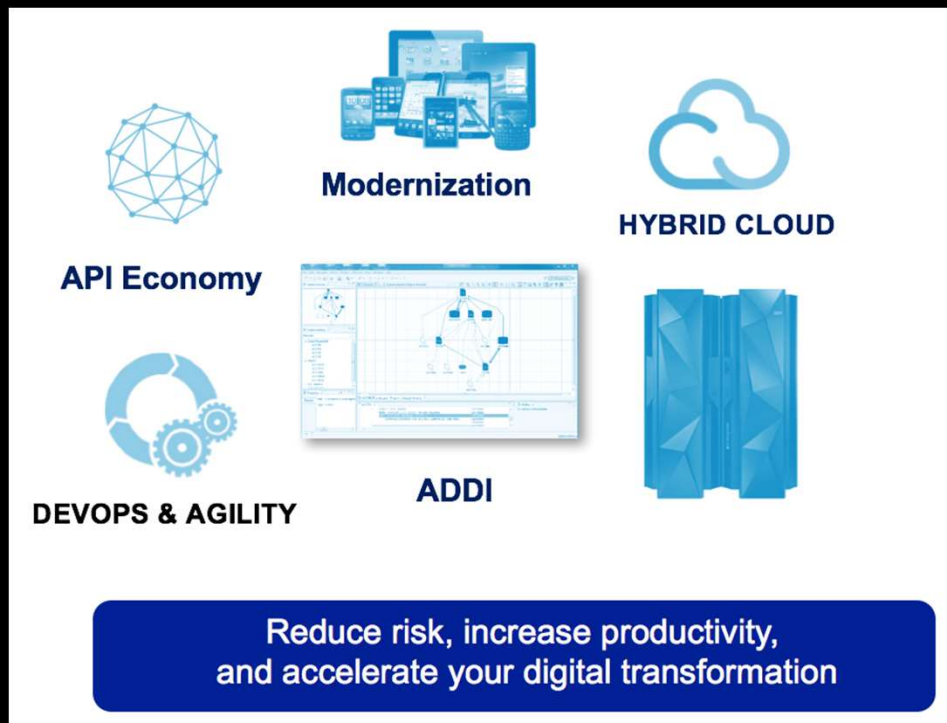 Modernization
HYBRID CLOUD
API Economy
ADDI
DEVOPS & AGILITY
Reduce risk, increase productivity,
and accelerate your digital transformation